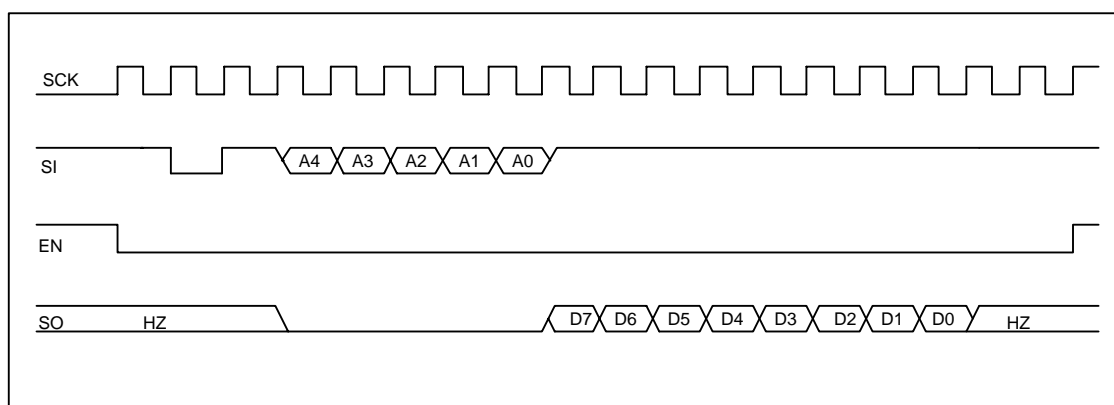 SCK
SI A4 A3 A2 A1 A0
EN
SO HZ D7 D6 D5 D4 D3 D2 D1 D0 HZ